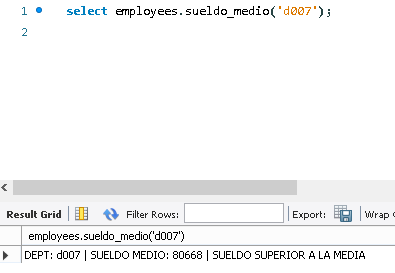 1 select employees.sueldo_medio('d007');
2
Result Grid Filter Rows: Export: Wrap C
employees.sueldo_medio('d007')
DEPT: d007 | SUELDO MEDIO: 80668 | SUELDO SUPERIOR A LA MEDIA